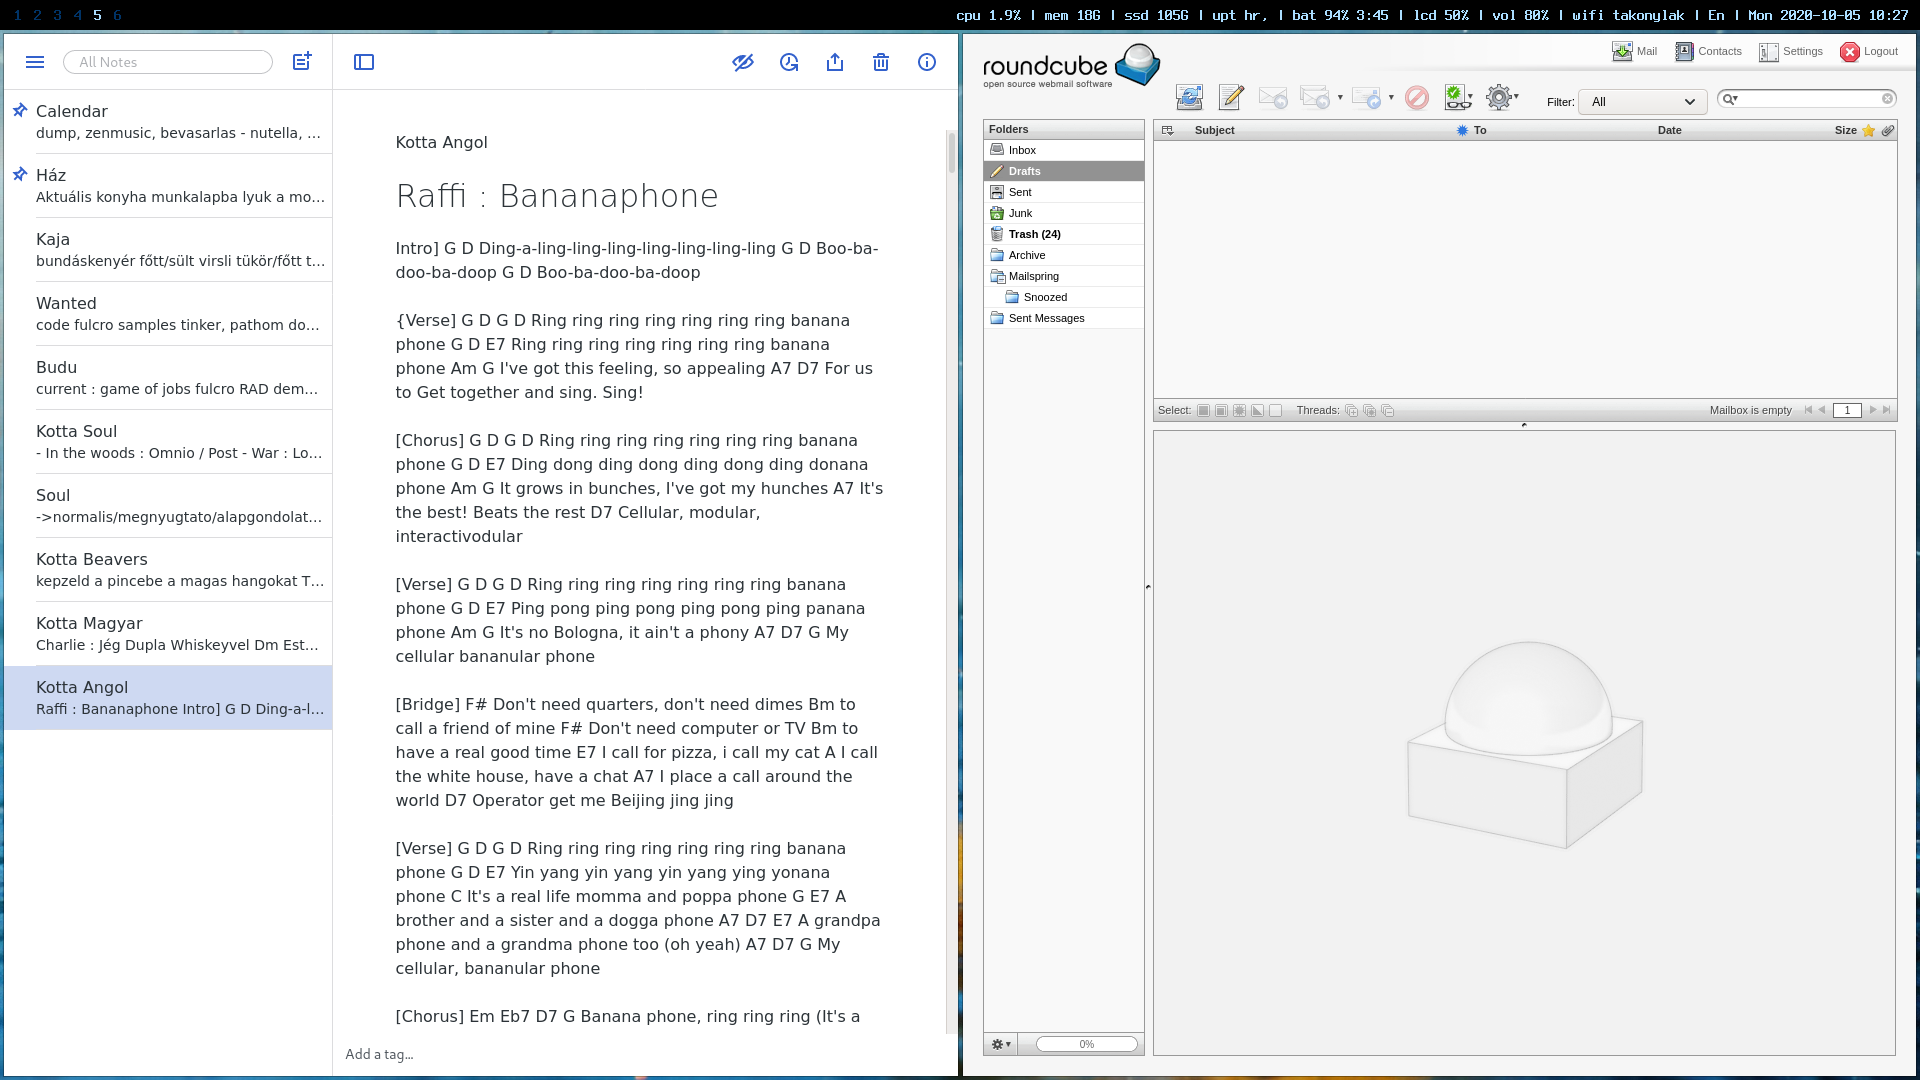 1 2 3 4 5 6
cpu 1.9% | mem 18G | ssd 105G | upt hr, | bat 94% 3:45 | lcd 50% | vol 80% | wifi takonylak | En | Mon 2020-10-05 10:27
All Notes
Calendar
dump, zenmusic, bevasarlas - nutella, ...
Ház
Aktuális konyha munkalapba lyuk a mo...
Kaja
bundáskenyér főtt/sült virsli tükör/főtt t...
Wanted
code fulcro samples tinker, pathom do...
Budu
current : game of jobs fulcro RAD dem...
Kotta Soul
- In the woods : Omnio / Post - War : Lo...
Soul
->normalis/megnyugtato/alapgondolat...
Kotta Beavers
kepzeld a pincebe a magas hangokat T...
Kotta Magyar
Charlie : Jég Dupla Whiskeyvel Dm Est...
Kotta Angol
Raffi : Bananaphone Intro] G D Ding-a-l...
Kotta Angol
Raffi : Bananaphone
Intro] G D Ding-a-ling-ling-ling-ling-ling-ling-ling G D Boo-ba-
doo-ba-doop G D Boo-ba-doo-ba-doop
{Verse] G D G D Ring ring ring ring ring ring ring banana
phone G D E7 Ring ring ring ring ring ring ring banana
phone Am G I've got this feeling, so appealing A7 D7 For us
to Get together and sing. Sing!
[Chorus] G D G D Ring ring ring ring ring ring ring banana
phone G D E7 Ding dong ding dong ding dong ding donana
phone Am G It grows in bunches, I've got my hunches A7 It's
the best! Beats the rest D7 Cellular, modular,
interactivodular
[Verse] G D G D Ring ring ring ring ring ring ring banana
phone G D E7 Ping pong ping pong ping pong ping panana
phone Am G It's no Bologna, it ain't a phony A7 D7 G My
cellular bananular phone
[Bridge] F# Don't need quarters, don't need dimes Bm to
call a friend of mine F# Don't need computer or TV Bm to
have a real good time E7 I call for pizza, i call my cat A I call
the white house, have a chat A7 I place a call around the
world D7 Operator get me Beijing jing jing
[Verse] G D G D Ring ring ring ring ring ring ring banana
phone G D E7 Yin yang yin yang yin yang ying yonana
phone C It's a real life momma and poppa phone G E7 A
brother and a sister and a dogga phone A7 D7 E7 A grandpa
phone and a grandma phone too (oh yeah) A7 D7 G My
cellular, bananular phone
[Chorus] Em Eb7 D7 G Banana phone, ring ring ring (It's a
Add a tag...
roundcube
open source webmail software
Mail Contacts Settings Logout
Filter: All
Folders
Inbox
Drafts
Sent
Junk
Trash (24)
Archive
Mailspring
Snoozed
Sent Messages
0%
Subject To Date Size
Select: Threads: Mailbox is empty 1